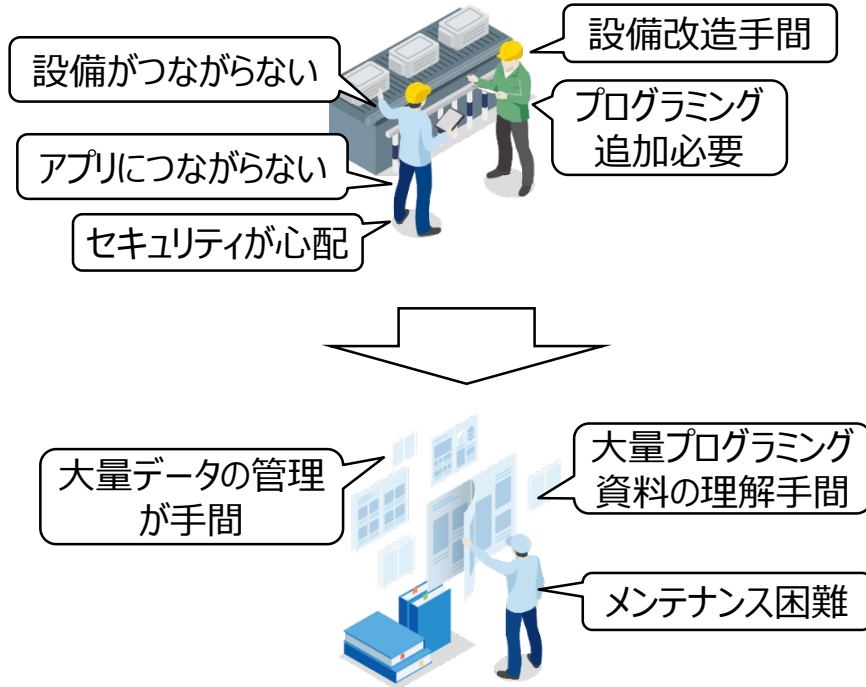 設備がつながらない
設備改造手間
プログラミング
追加必要
アプリにつながらない
セキュリティが心配
大量データの管理
が手間
大量プログラミング
資料の理解手間
メンテナンス困難